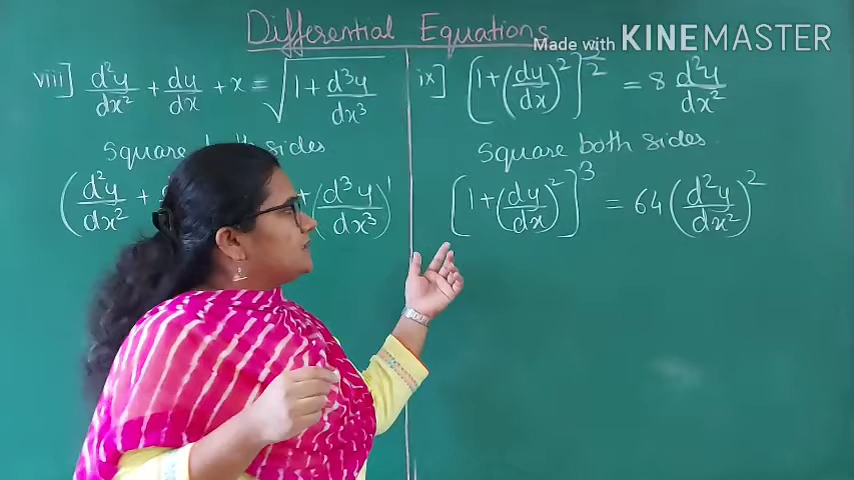 Differential Equations
Made with KINEMASTER
viii] d²y/dx² + dy/dx + x = √(1 + d³y/dx³)
Square sides
(d²y/dx² + + (d³y/dx³)¹
ix] [1+(dy/dx)²]^(3/2) = 8 d²y/dx²
Square both sides.
[1+(dy/dx)²]³ = 64 (d²y/dx²)²